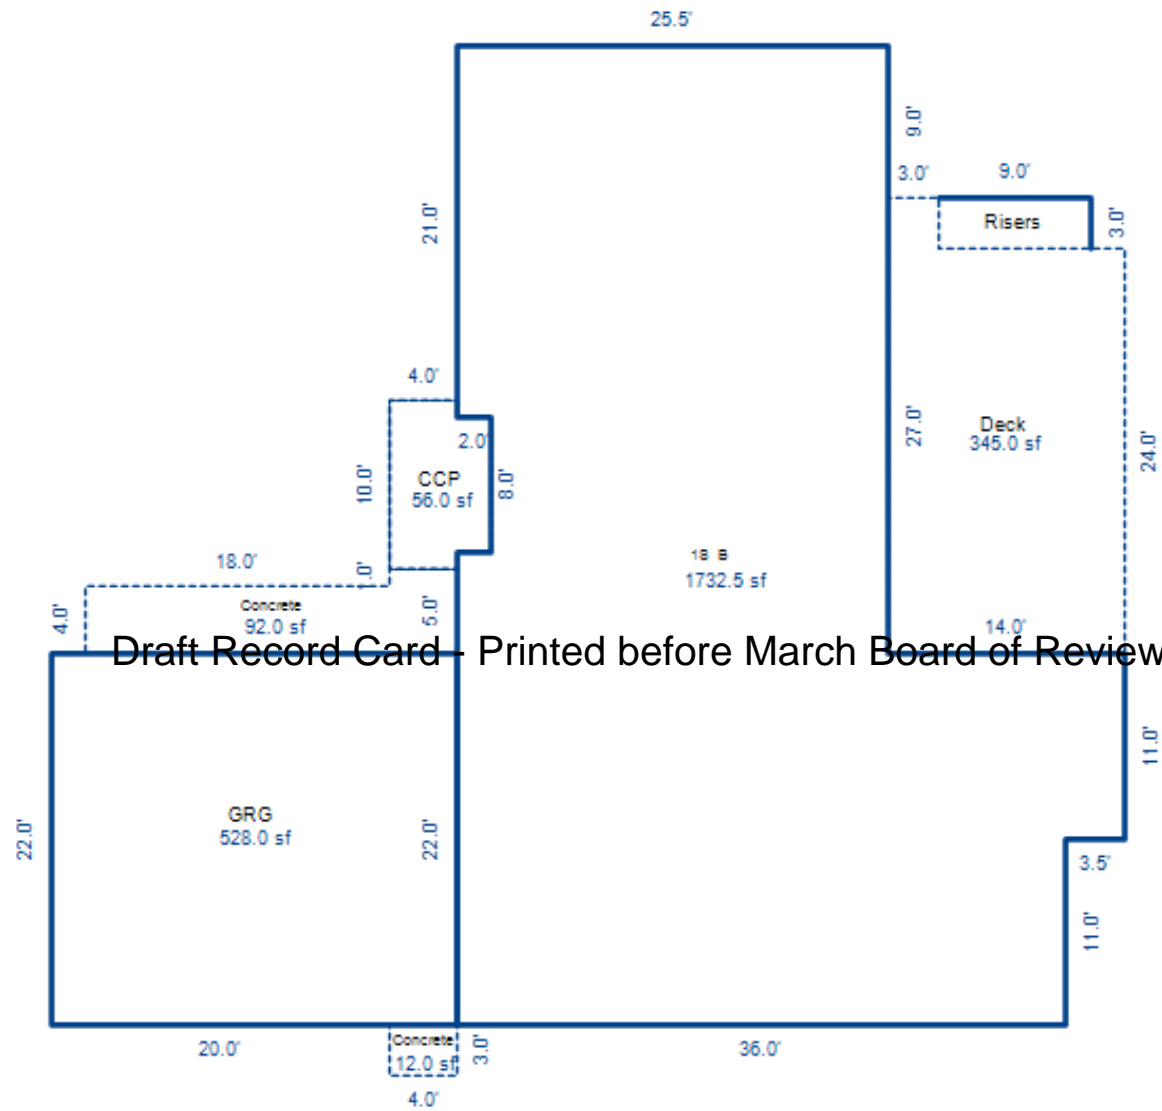 25.5'
9.0'
3.0'
9.0'
Risers
3.0'
21.0'
4.0'
2.0'
CCP
56.0 sf
10.0'
8.0'
27.0'
Deck
345.0 sf
24.0'
18.0'
1.0'
1S B
1732.5 sf
4.0'
Concrete
92.0 sf
5.0'
14.0'
Draft Record Card - Printed before March Board of Review
11.0'
GRG
528.0 sf
22.0'
22.0'
3.5'
11.0'
20.0'
Concrete
12.0 sf
3.0'
36.0'
4.0'